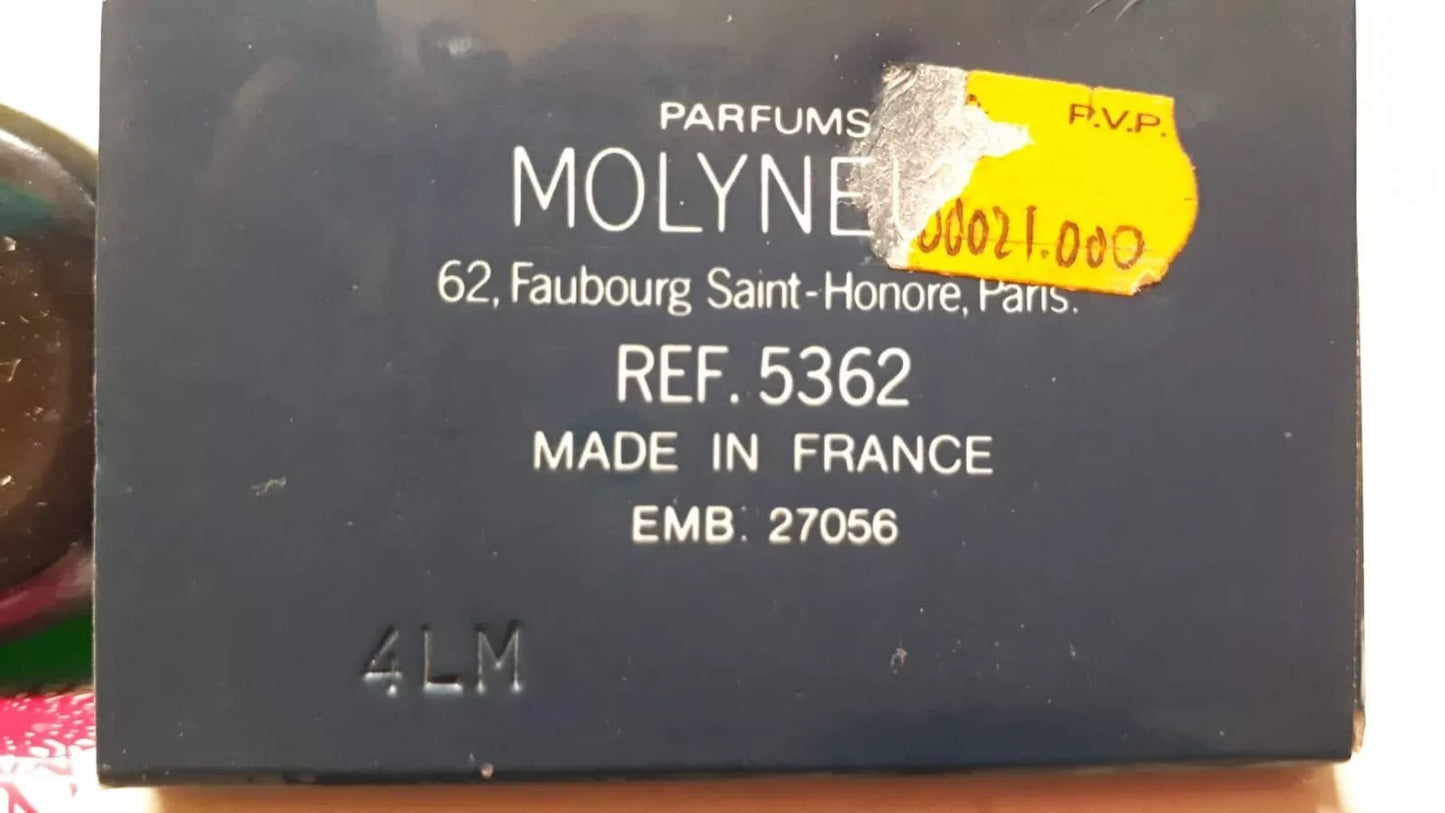 PARFUMS
MOLYNE
62, Faubourg Saint-Honore, Paris.
REF. 5362
MADE IN FRANCE
EMB. 27056
4LM
P.V.P.
00021.000